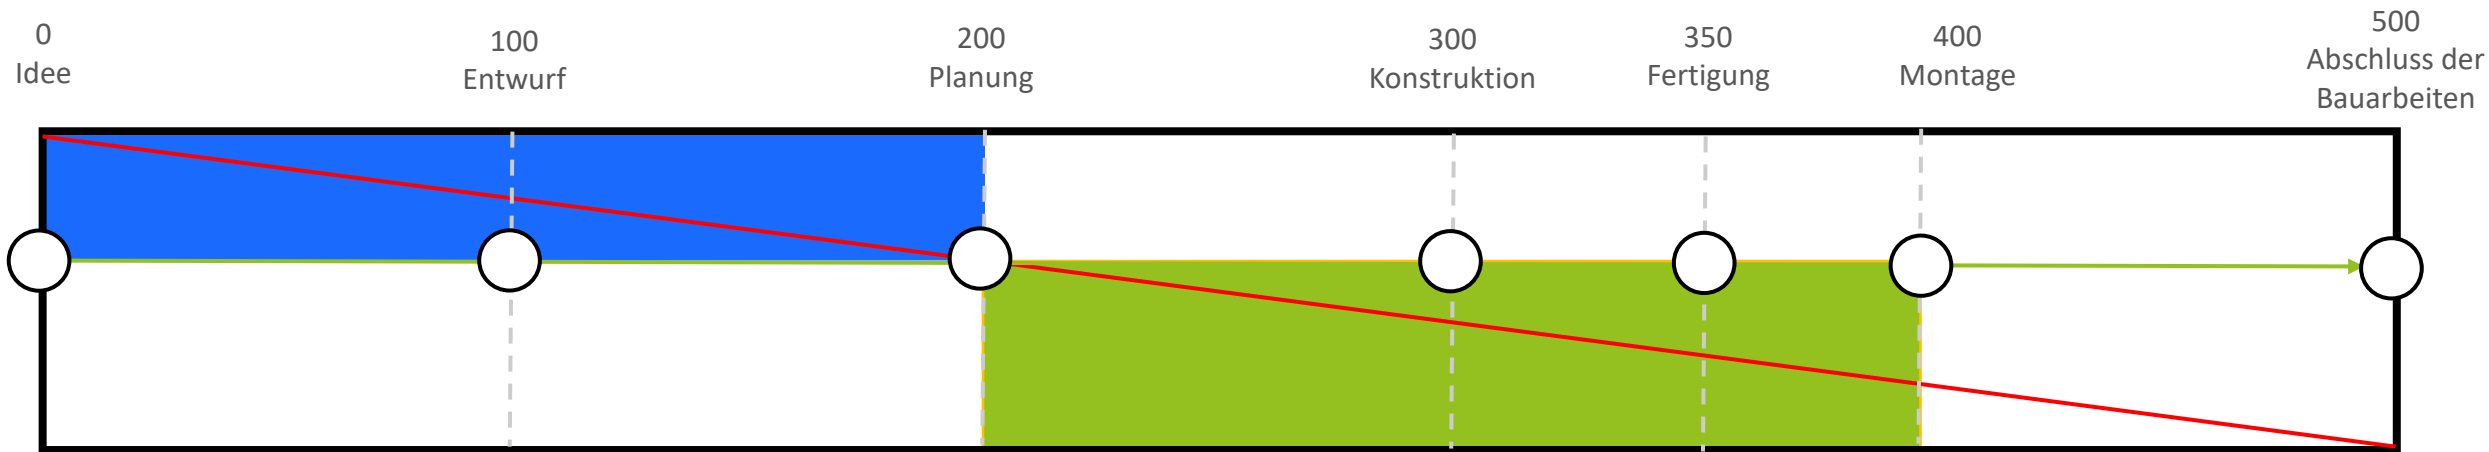 0
Idee
100
Entwurf
200
Planung
300
Konstruktion
350
Fertigung
400
Montage
500
Abschluss der
Bauarbeiten